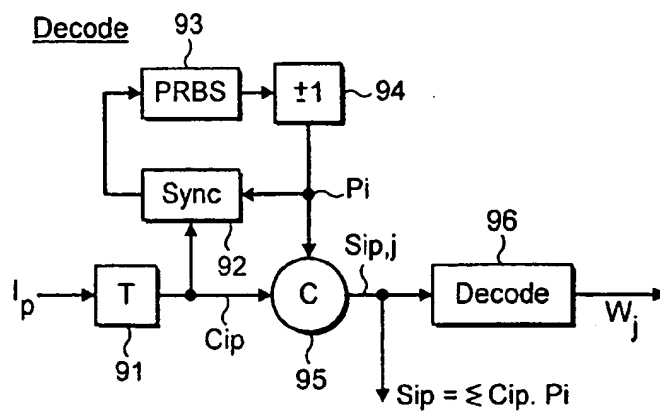 Decode
93
PRBS
±1
94
Sync
Pi
92
Sip,j
96
Ip
T
C
Decode
Cip
Wj
91
95
Sip = Σ Cip. Pi